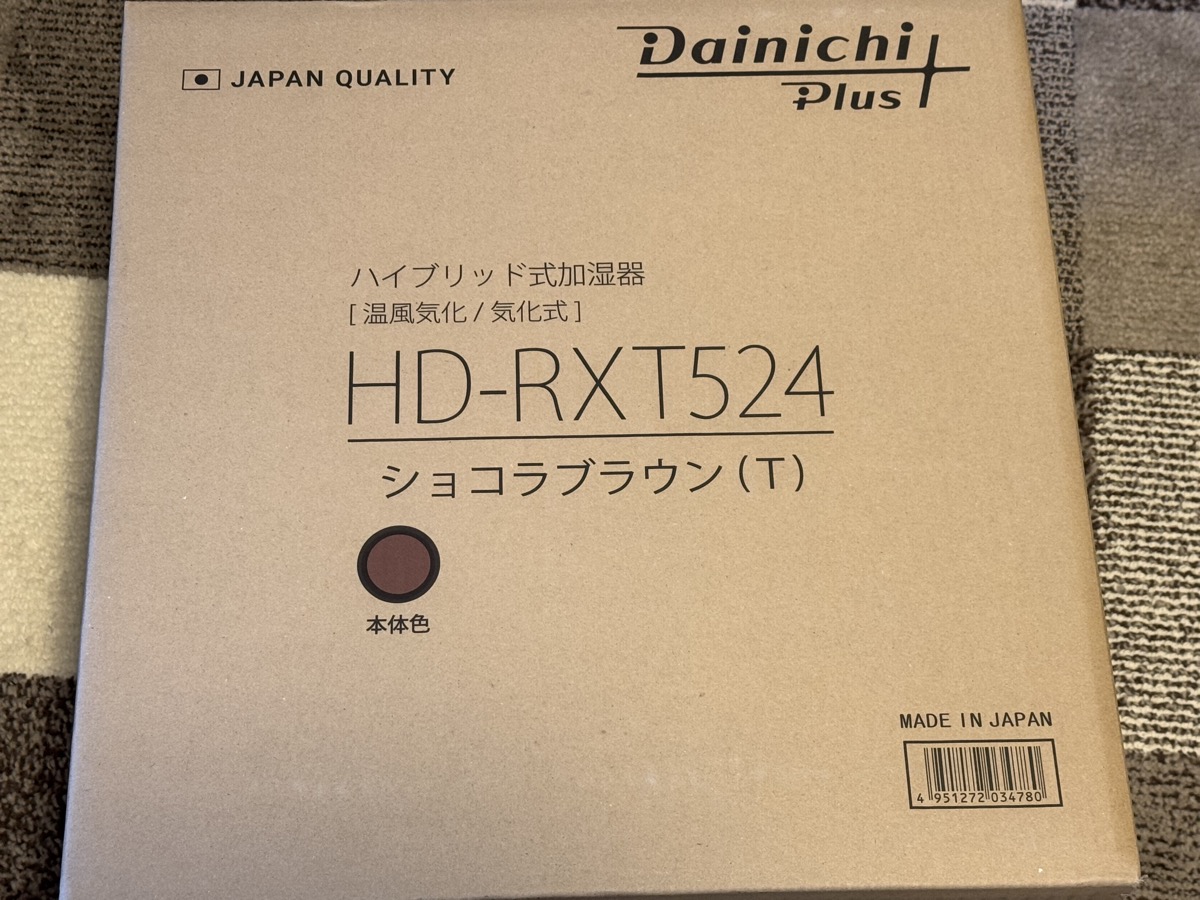 JAPAN QUALITY
Dainichi
Plus
ハイブリッド式加湿器
[ 温風気化 / 気化式 ]
HD-RXT524
ショコラブラウン(T)
本体色
MADE IN JAPAN
4 951272 034780